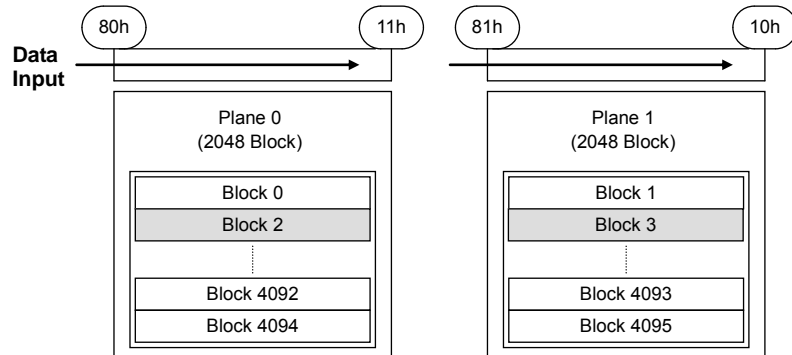 80h
11h
81h
10h
Data
Input
Plane 0
(2048 Block)
Block 0
Block 2
Block 4092
Block 4094
Plane 1
(2048 Block)
Block 1
Block 3
Block 4093
Block 4095